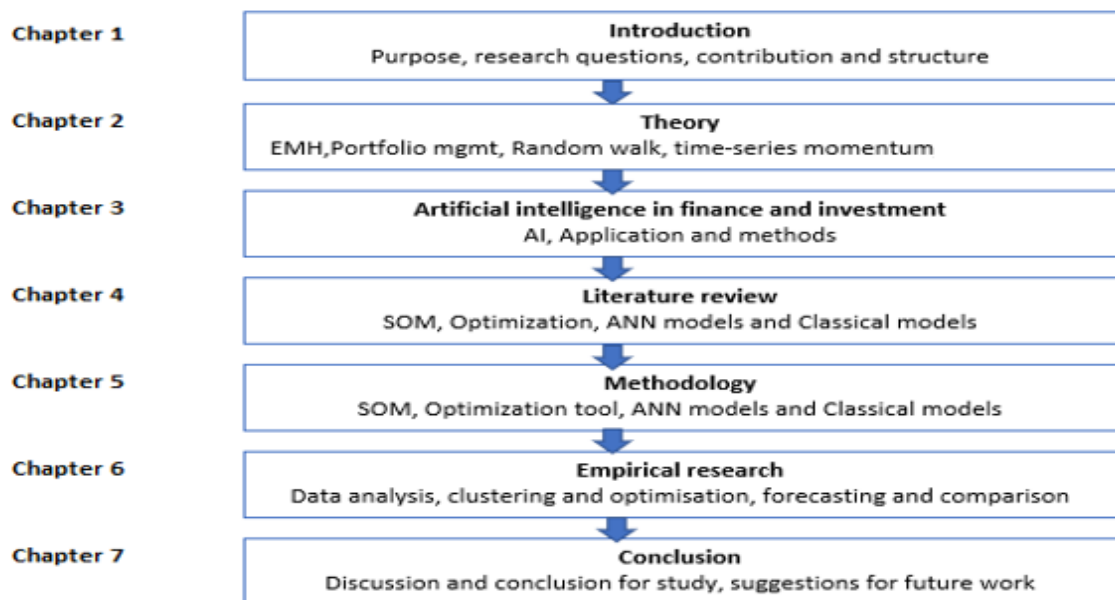 Chapter 1
Introduction
Purpose, research questions, contribution and structure
Chapter 2
Theory
EMH,Portfolio mgmt, Random walk, time-series momentum
Chapter 3
Artificial intelligence in finance and investment
AI, Application and methods
Chapter 4
Literature review
SOM, Optimization, ANN models and Classical models
Chapter 5
Methodology
SOM, Optimization tool, ANN models and Classical models
Chapter 6
Empirical research
Data analysis, clustering and optimisation, forecasting and comparison
Chapter 7
Conclusion
Discussion and conclusion for study, suggestions for future work